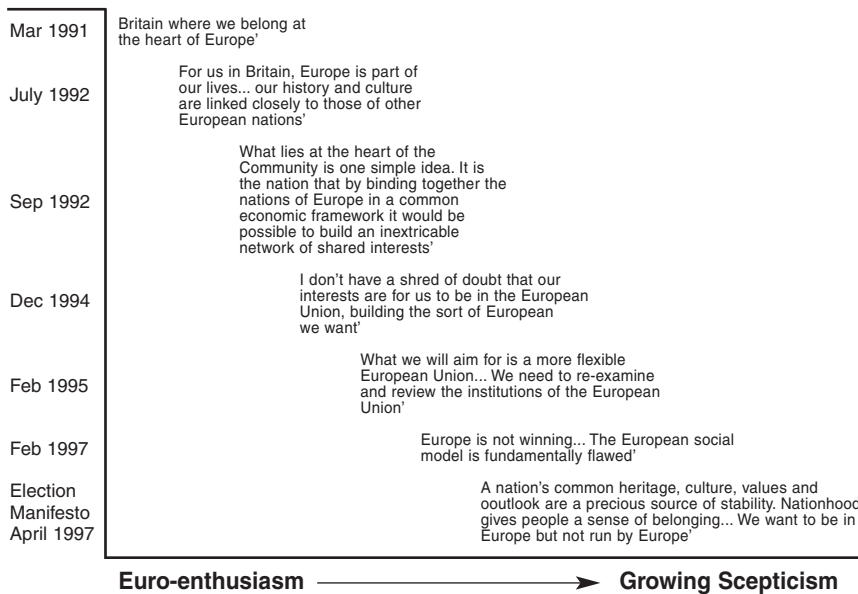 Mar 1991
Britain where we belong at
the heart of Europe'
July 1992
For us in Britain, Europe is part of
our lives... our history and culture
are linked closely to those of other
European nations'
Sep 1992
What lies at the heart of the
Community is one simple idea. It is
the nation that by binding together the
nations of Europe in a common
economic framework it would be
possible to build an inextricable
network of shared interests'
Dec 1994
I don't have a shred of doubt that our
interests are for us to be in the European
Union, building the sort of European
we want'
Feb 1995
What we will aim for is a more flexible
European Union... We need to re-examine
and review the institutions of the European
Union'
Feb 1997
Europe is not winning... The European social
model is fundamentally flawed'
Election
Manifesto
April 1997
A nation's common heritage, culture, values and
ooutlook are a precious source of stability. Nationhood
gives people a sense of belonging... We want to be in
Europe but not run by Europe'
Euro-enthusiasm Growing Scepticism